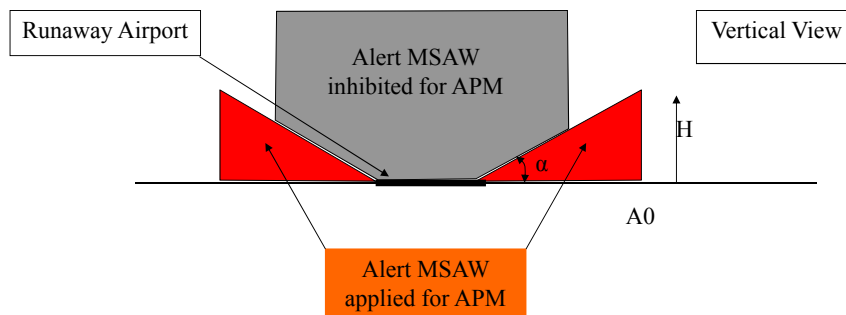 Runaway Airport
Alert MSAW
inhibited for APM
Vertical View
H
α
A0
Alert MSAW
applied for APM